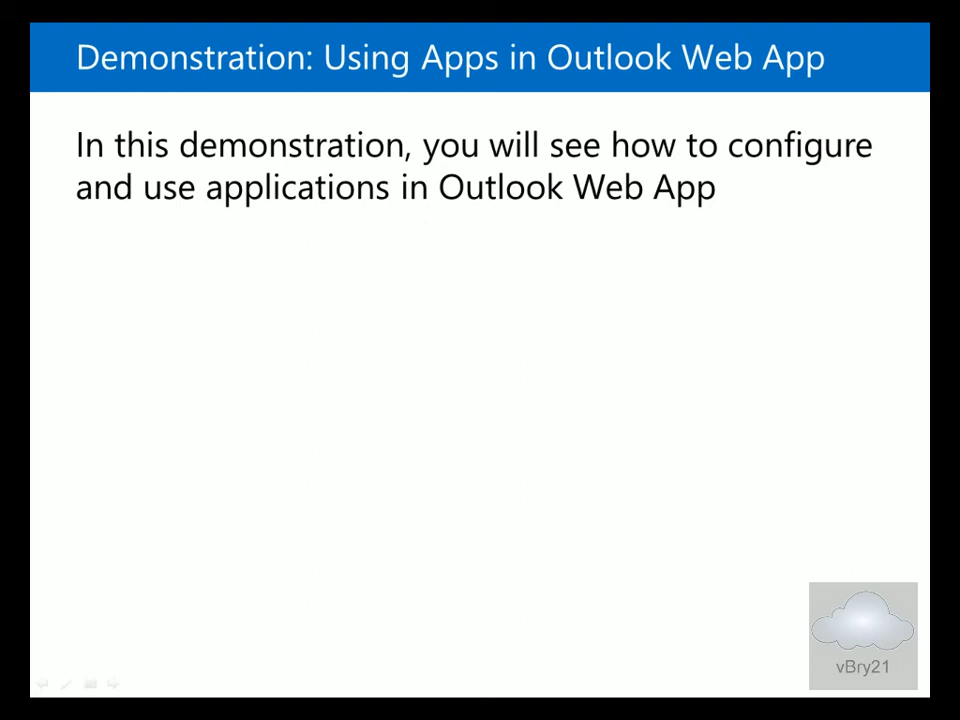 Demonstration: Using Apps in Outlook Web App
In this demonstration, you will see how to configure
and use applications in Outlook Web App
vBry21